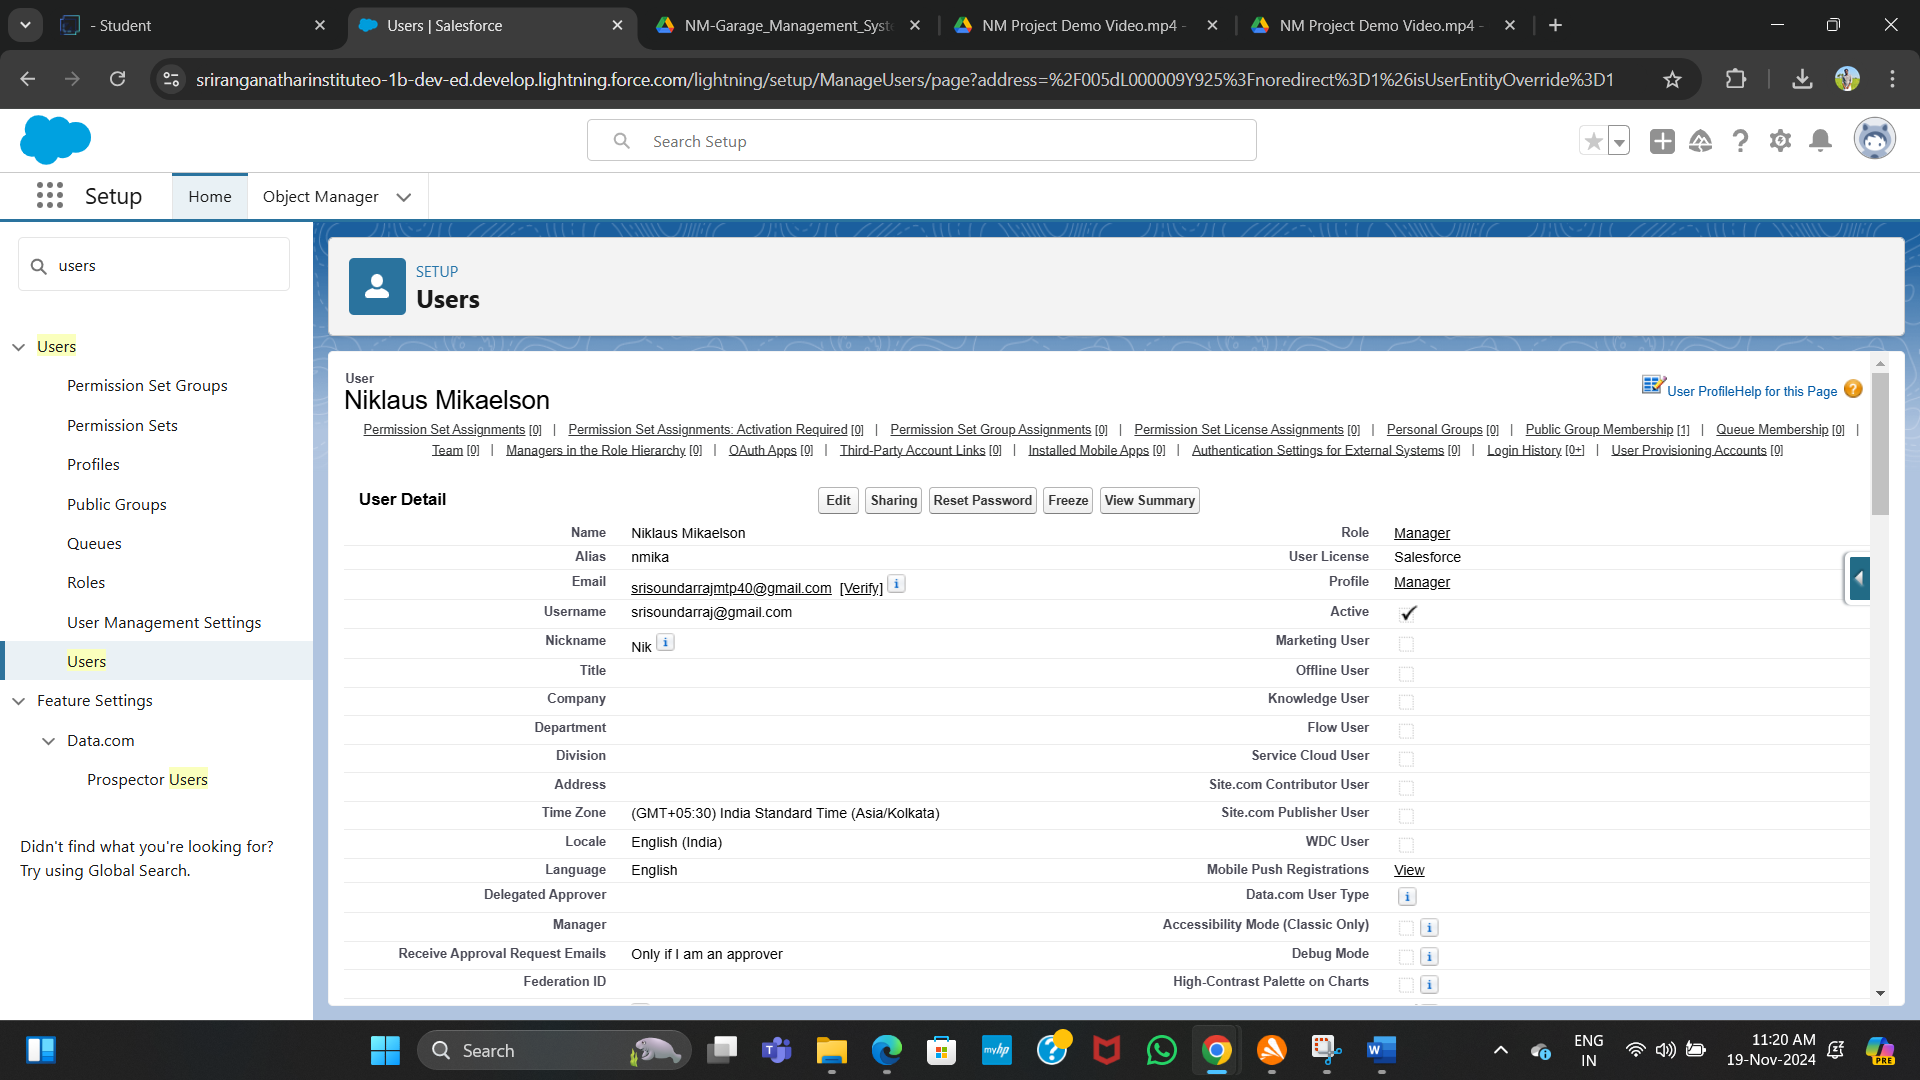 - Student
Users | Salesforce
NM-Garage_Management_Syst
NM Project Demo Video.mp4 -
NM Project Demo Video.mp4 -
sriranganatharinstituteo-1b-dev-ed.develop.lightning.force.com/lightning/setup/ManageUsers/page?address=%2F005dL000009Y925%3Fnoredirect%3D1%26isUserEntityOverride%3D1
Search Setup
Setup
Home
Object Manager
users
Users
Permission Set Groups
Permission Sets
Profiles
Public Groups
Queues
Roles
User Management Settings
Users
Feature Settings
Data.com
Prospector Users
Didn't find what you're looking for?
Try using Global Search.
SETUP
Users
User
Niklaus Mikaelson
User Profile Help for this Page ?
Permission Set Assignments [0] | Permission Set Assignments: Activation Required [0] | Permission Set Group Assignments [0] | Permission Set License Assignments [0] | Personal Groups [0] | Public Group Membership [1] | Queue Membership [0] |
Team [0] | Managers in the Role Hierarchy [0] | OAuth Apps [0] | Third-Party Account Links [0] | Installed Mobile Apps [0] | Authentication Settings for External Systems [0] | Login History [0+] | User Provisioning Accounts [0]
User Detail
Edit Sharing Reset Password Freeze View Summary
Name Niklaus Mikaelson Role Manager
Alias nmika User License Salesforce
Email srisoundarrajmtp40@gmail.com [Verify] i Profile Manager
Username srisoundarraj@gmail.com Active
Nickname Nik i Marketing User
Title Offline User
Company Knowledge User
Department Flow User
Division Service Cloud User
Address Site.com Contributor User
Time Zone (GMT+05:30) India Standard Time (Asia/Kolkata) Site.com Publisher User
Locale English (India) WDC User
Language English Mobile Push Registrations View
Delegated Approver Data.com User Type i
Manager Accessibility Mode (Classic Only) i
Receive Approval Request Emails Only if I am an approver Debug Mode i
Federation ID High-Contrast Palette on Charts i
Search
myhp
ENG
IN
11:20 AM
19-Nov-2024
PRE